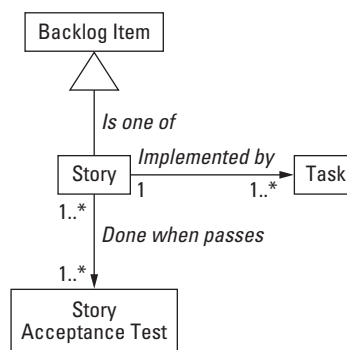 Backlog Item
Is one of
Implemented by
Story
Task
1
1..*
1..*
Done when passes
1..*
Story
Acceptance Test